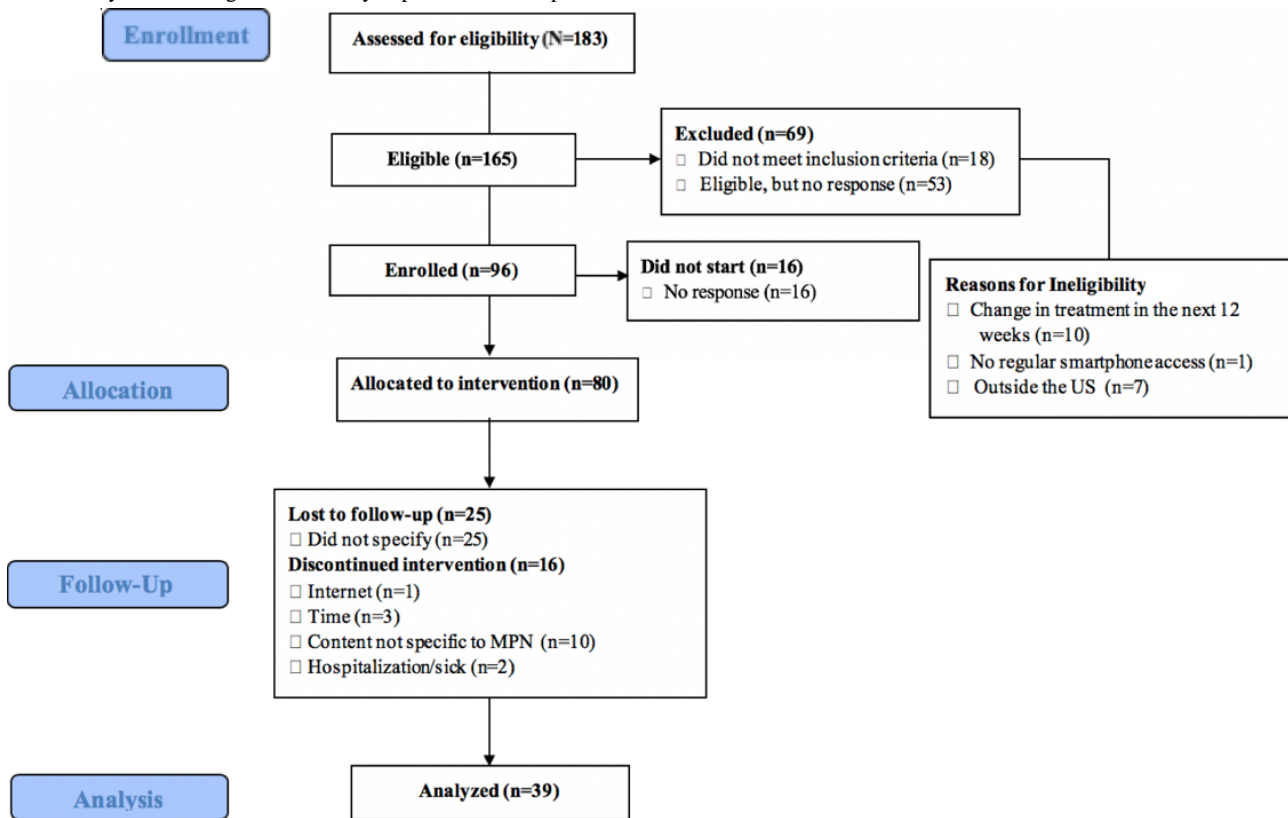 Enrollment
Assessed for eligibility (N=183)
Eligible (n=165)
Excluded (n=69)
Did not meet inclusion criteria (n=18)
Eligible, but no response (n=53)
Enrolled (n=96)
Did not start (n=16)
No response (n=16)
Reasons for Ineligibility
Change in treatment in the next 12
weeks (n=10)
No regular smartphone access (n=1)
Outside the US (n=7)
Allocation
Allocated to intervention (n=80)
Follow-Up
Lost to follow-up (n=25)
Did not specify (n=25)
Discontinued intervention (n=16)
Internet (n=1)
Time (n=3)
Content not specific to MPN (n=10)
Hospitalization/sick (n=2)
Analysis
Analyzed (n=39)